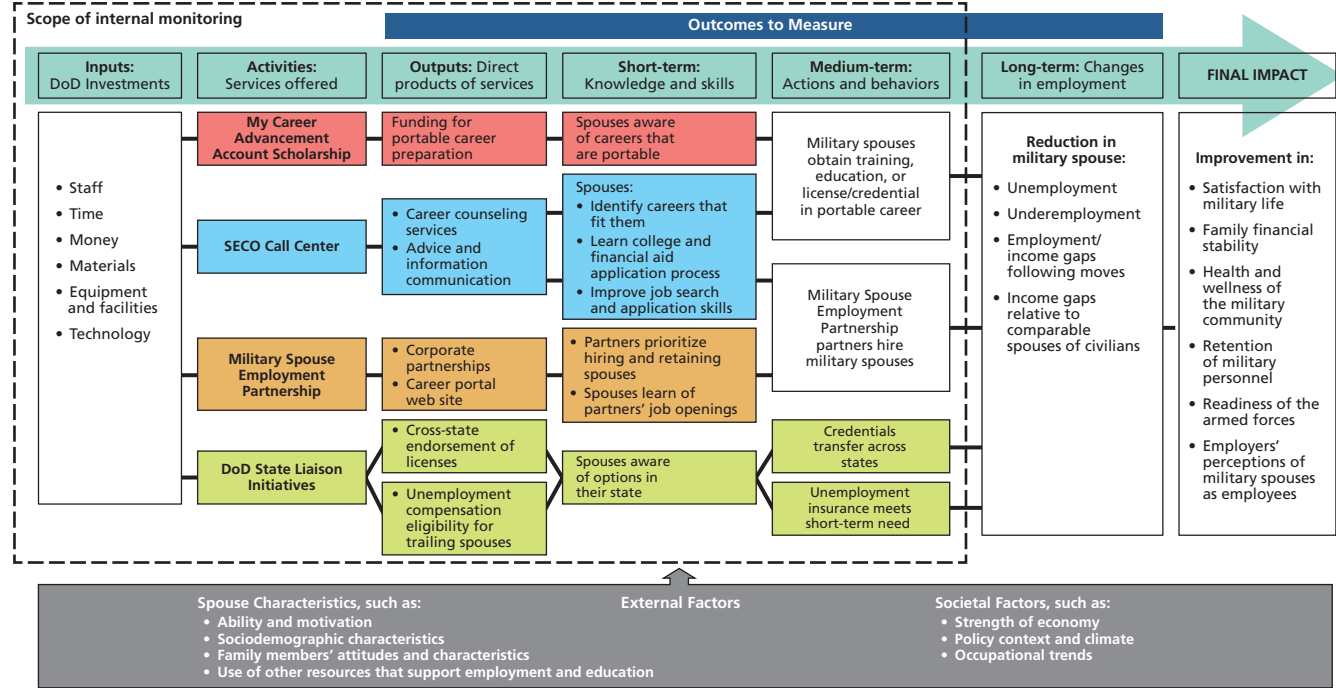 Scope of internal monitoring
Outcomes to Measure
Inputs:
DoD Investments
Activities:
Services offered
Outputs: Direct
products of services
Short-term:
Knowledge and skills
Medium-term:
Actions and behaviors
Long-term: Changes
in employment
FINAL IMPACT
• Staff
• Time
• Money
• Materials
• Equipment
and facilities
• Technology
My Career
Advancement
Account Scholarship
Funding for
portable career
preparation
Spouses aware
of careers that
are portable
SECO Call Center
• Career counseling
services
• Advice and
information
communication
Spouses:
• Identify careers that
fit them
• Learn college and
financial aid
application process
• Improve job search
and application skills
Military spouses
obtain training,
education, or
license/credential
in portable career
Military Spouse
Employment
Partnership
• Corporate
partnerships
• Career portal
web site
• Partners prioritize
hiring and retaining
spouses
• Spouses learn of
partners’ job openings
Military Spouse
Employment
Partnership
partners hire
military spouses
DoD State Liaison
Initiatives
• Cross-state
endorsement of
licenses
• Unemployment
compensation
eligibility for
trailing spouses
Spouses aware
of options in
their state
Credentials
transfer across
states
Unemployment
insurance meets
short-term need
Reduction in
military spouse:
• Unemployment
• Underemployment
• Employment/
income gaps
following moves
• Income gaps
relative to
comparable
spouses of civilians
Improvement in:
• Satisfaction with
military life
• Family financial
stability
• Health and
wellness of
the military
community
• Retention
of military
personnel
• Readiness of the
armed forces
• Employers’
perceptions of
military spouses
as employees
External Factors
Spouse Characteristics, such as:
• Ability and motivation
• Sociodemographic characteristics
• Family members’ attitudes and characteristics
• Use of other resources that support employment and education
Societal Factors, such as:
• Strength of economy
• Policy context and climate
• Occupational trends